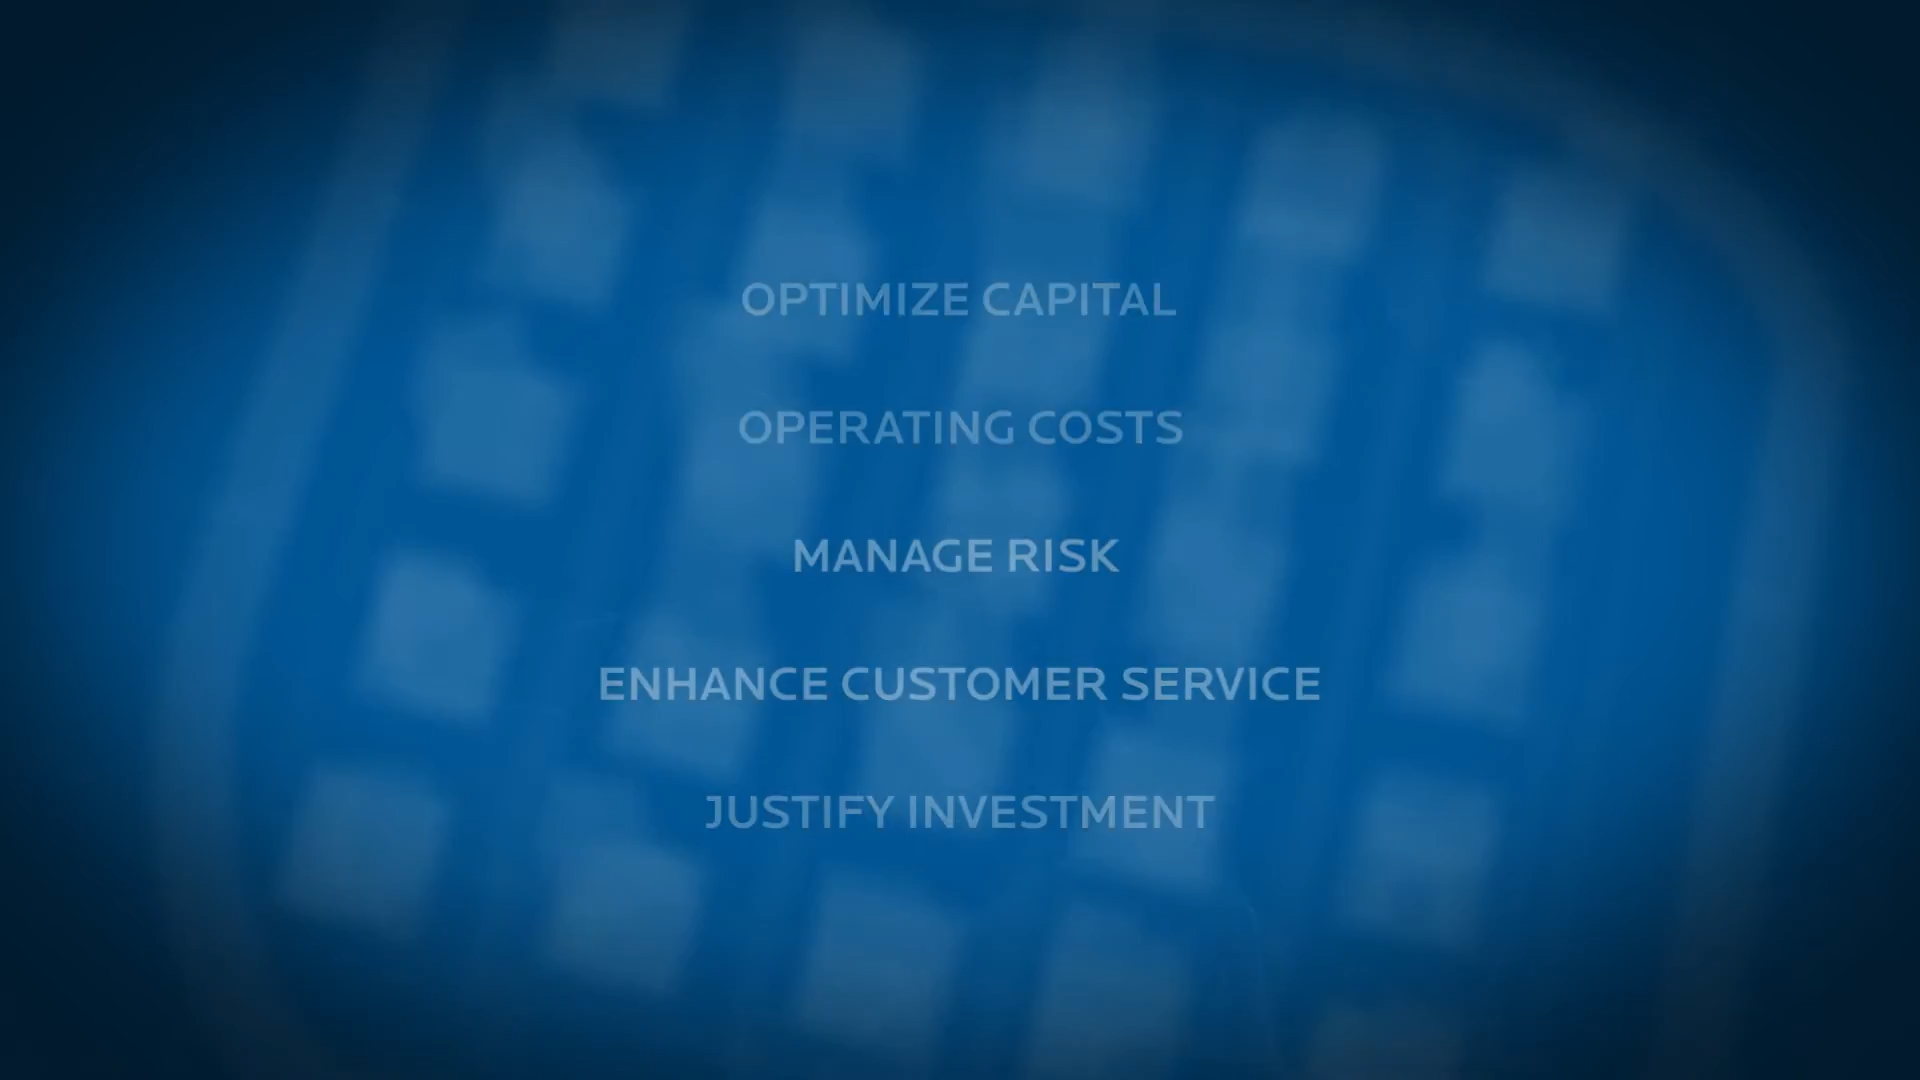 OPTIMIZE CAPITAL
OPERATING COSTS
MANAGE RISK
ENHANCE CUSTOMER SERVICE
JUSTIFY INVESTMENT